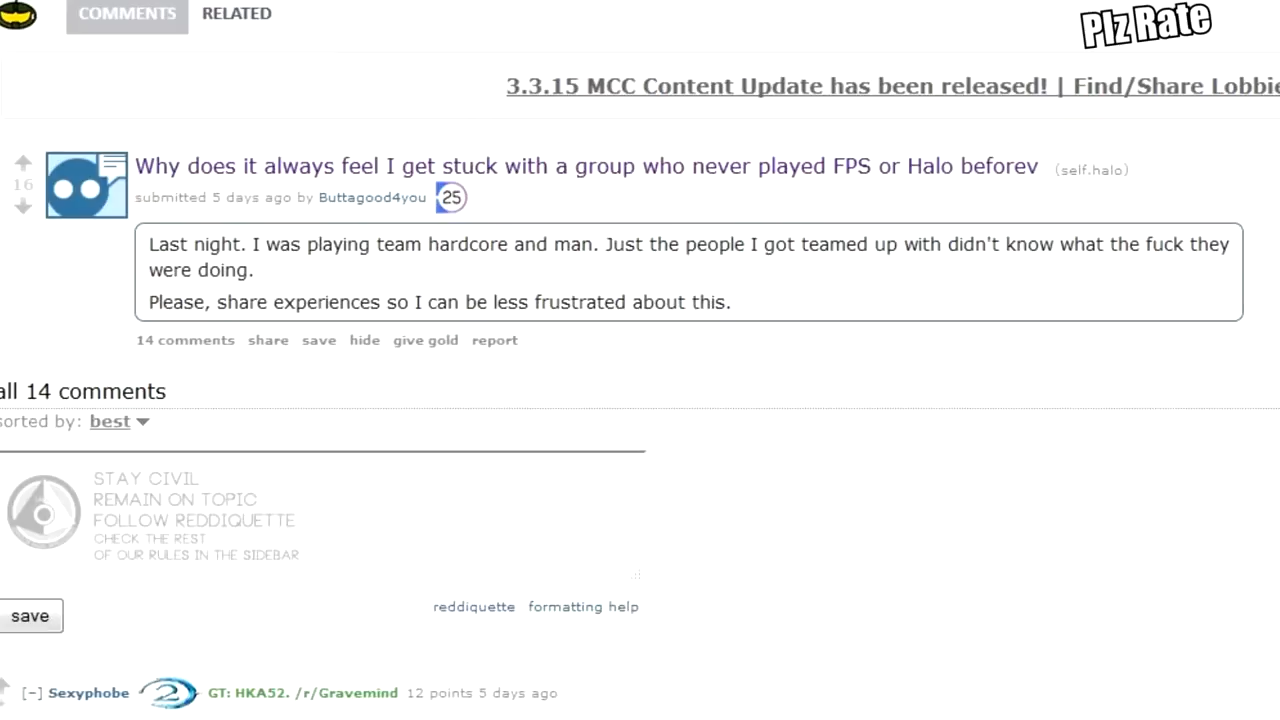 COMMENTS RELATED
Plz Rate
3.3.15 MCC Content Update has been released! | Find/Share Lobbie
Why does it always feel I get stuck with a group who never played FPS or Halo beforev (self.halo)
16
submitted 5 days ago by Buttagood4you 25
Last night. I was playing team hardcore and man. Just the people I got teamed up with didn't know what the fuck they
were doing.
Please, share experiences so I can be less frustrated about this.
14 comments share save hide give gold report
all 14 comments
sorted by: best
STAY CIVIL
REMAIN ON TOPIC
FOLLOW REDDIQUETTE
CHECK THE REST
OF OUR RULES IN THE SIDEBAR
reddiquette formatting help
save
[–] Sexyphobe 2 GT: HKA52. /r/Gravemind 12 points 5 days ago